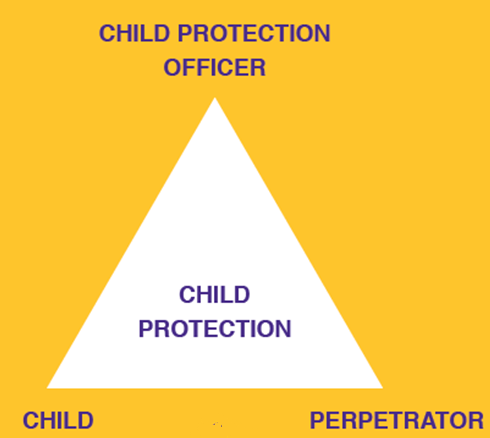 CHILD PROTECTION
OFFICER
CHILD
PROTECTION
CHILD
PERPETRATOR